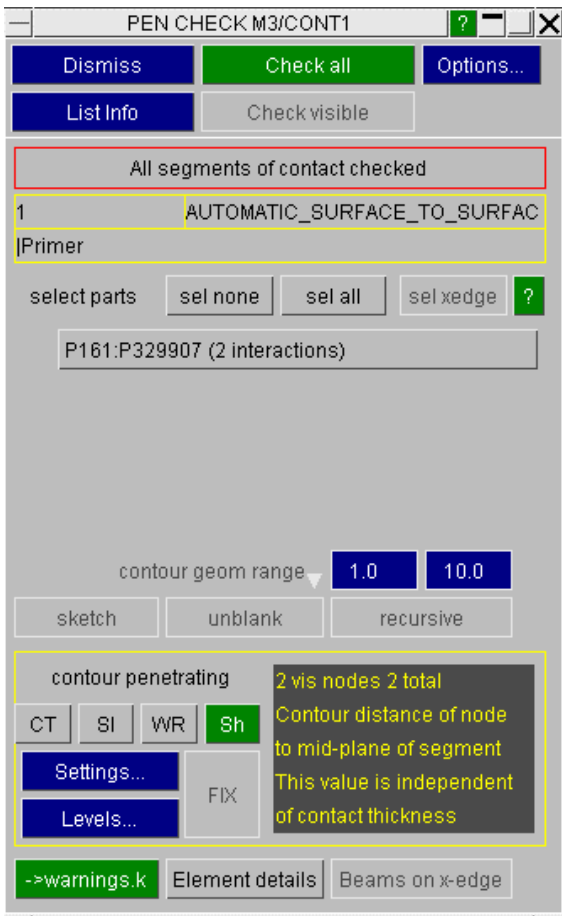 PEN CHECK M3/CONT1 ?
Dismiss Check all Options...
List Info Check visible
All segments of contact checked
1 AUTOMATIC_SURFACE_TO_SURFAC
|Primer
select parts sel none sel all sel xedge ?
P161:P329907 (2 interactions)
contour geom range 1.0 10.0
sketch unblank recursive
contour penetrating
CT SI WR Sh
Settings... FIX
Levels...
2 vis nodes 2 total
Contour distance of node
to mid-plane of segment
This value is independent
of contact thickness
->warnings.k Element details Beams on x-edge